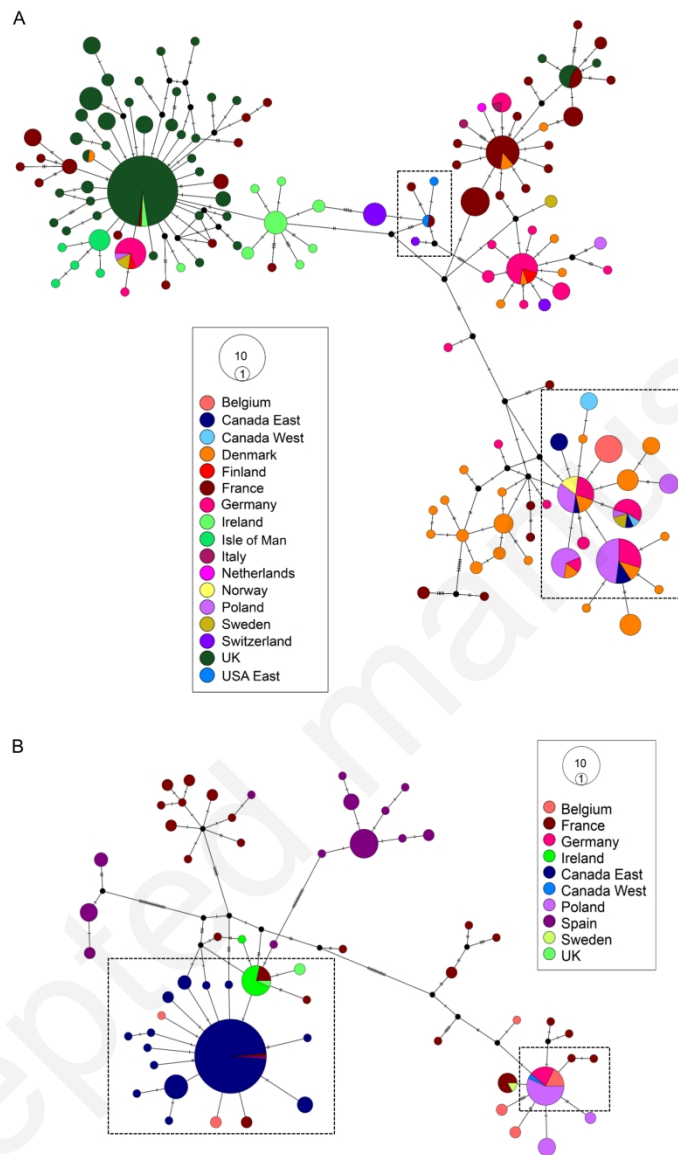 A
10
1
Belgium
Canada East
Canada West
Denmark
Finland
France
Germany
Ireland
Isle of Man
Italy
Netherlands
Norway
Poland
Sweden
Switzerland
UK
USA East
B
10
1
Belgium
France
Germany
Ireland
Canada East
Canada West
Poland
Spain
Sweden
UK
epted manus